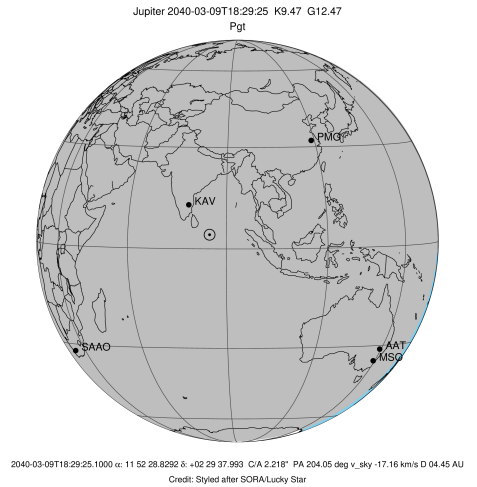 Jupiter 2040-03-09T18:29:25 K9.47 G12.47
Pgt
PMO
KAV
SAAO
AAT
MSO
2040-03-09T18:29:25.1000 α: 11 52 28.8292 δ: +02 29 37.993 C/A 2.218" PA 204.05 deg v_sky -17.16 km/s D 04.45 AU
Credit: Styled after SORA/Lucky Star